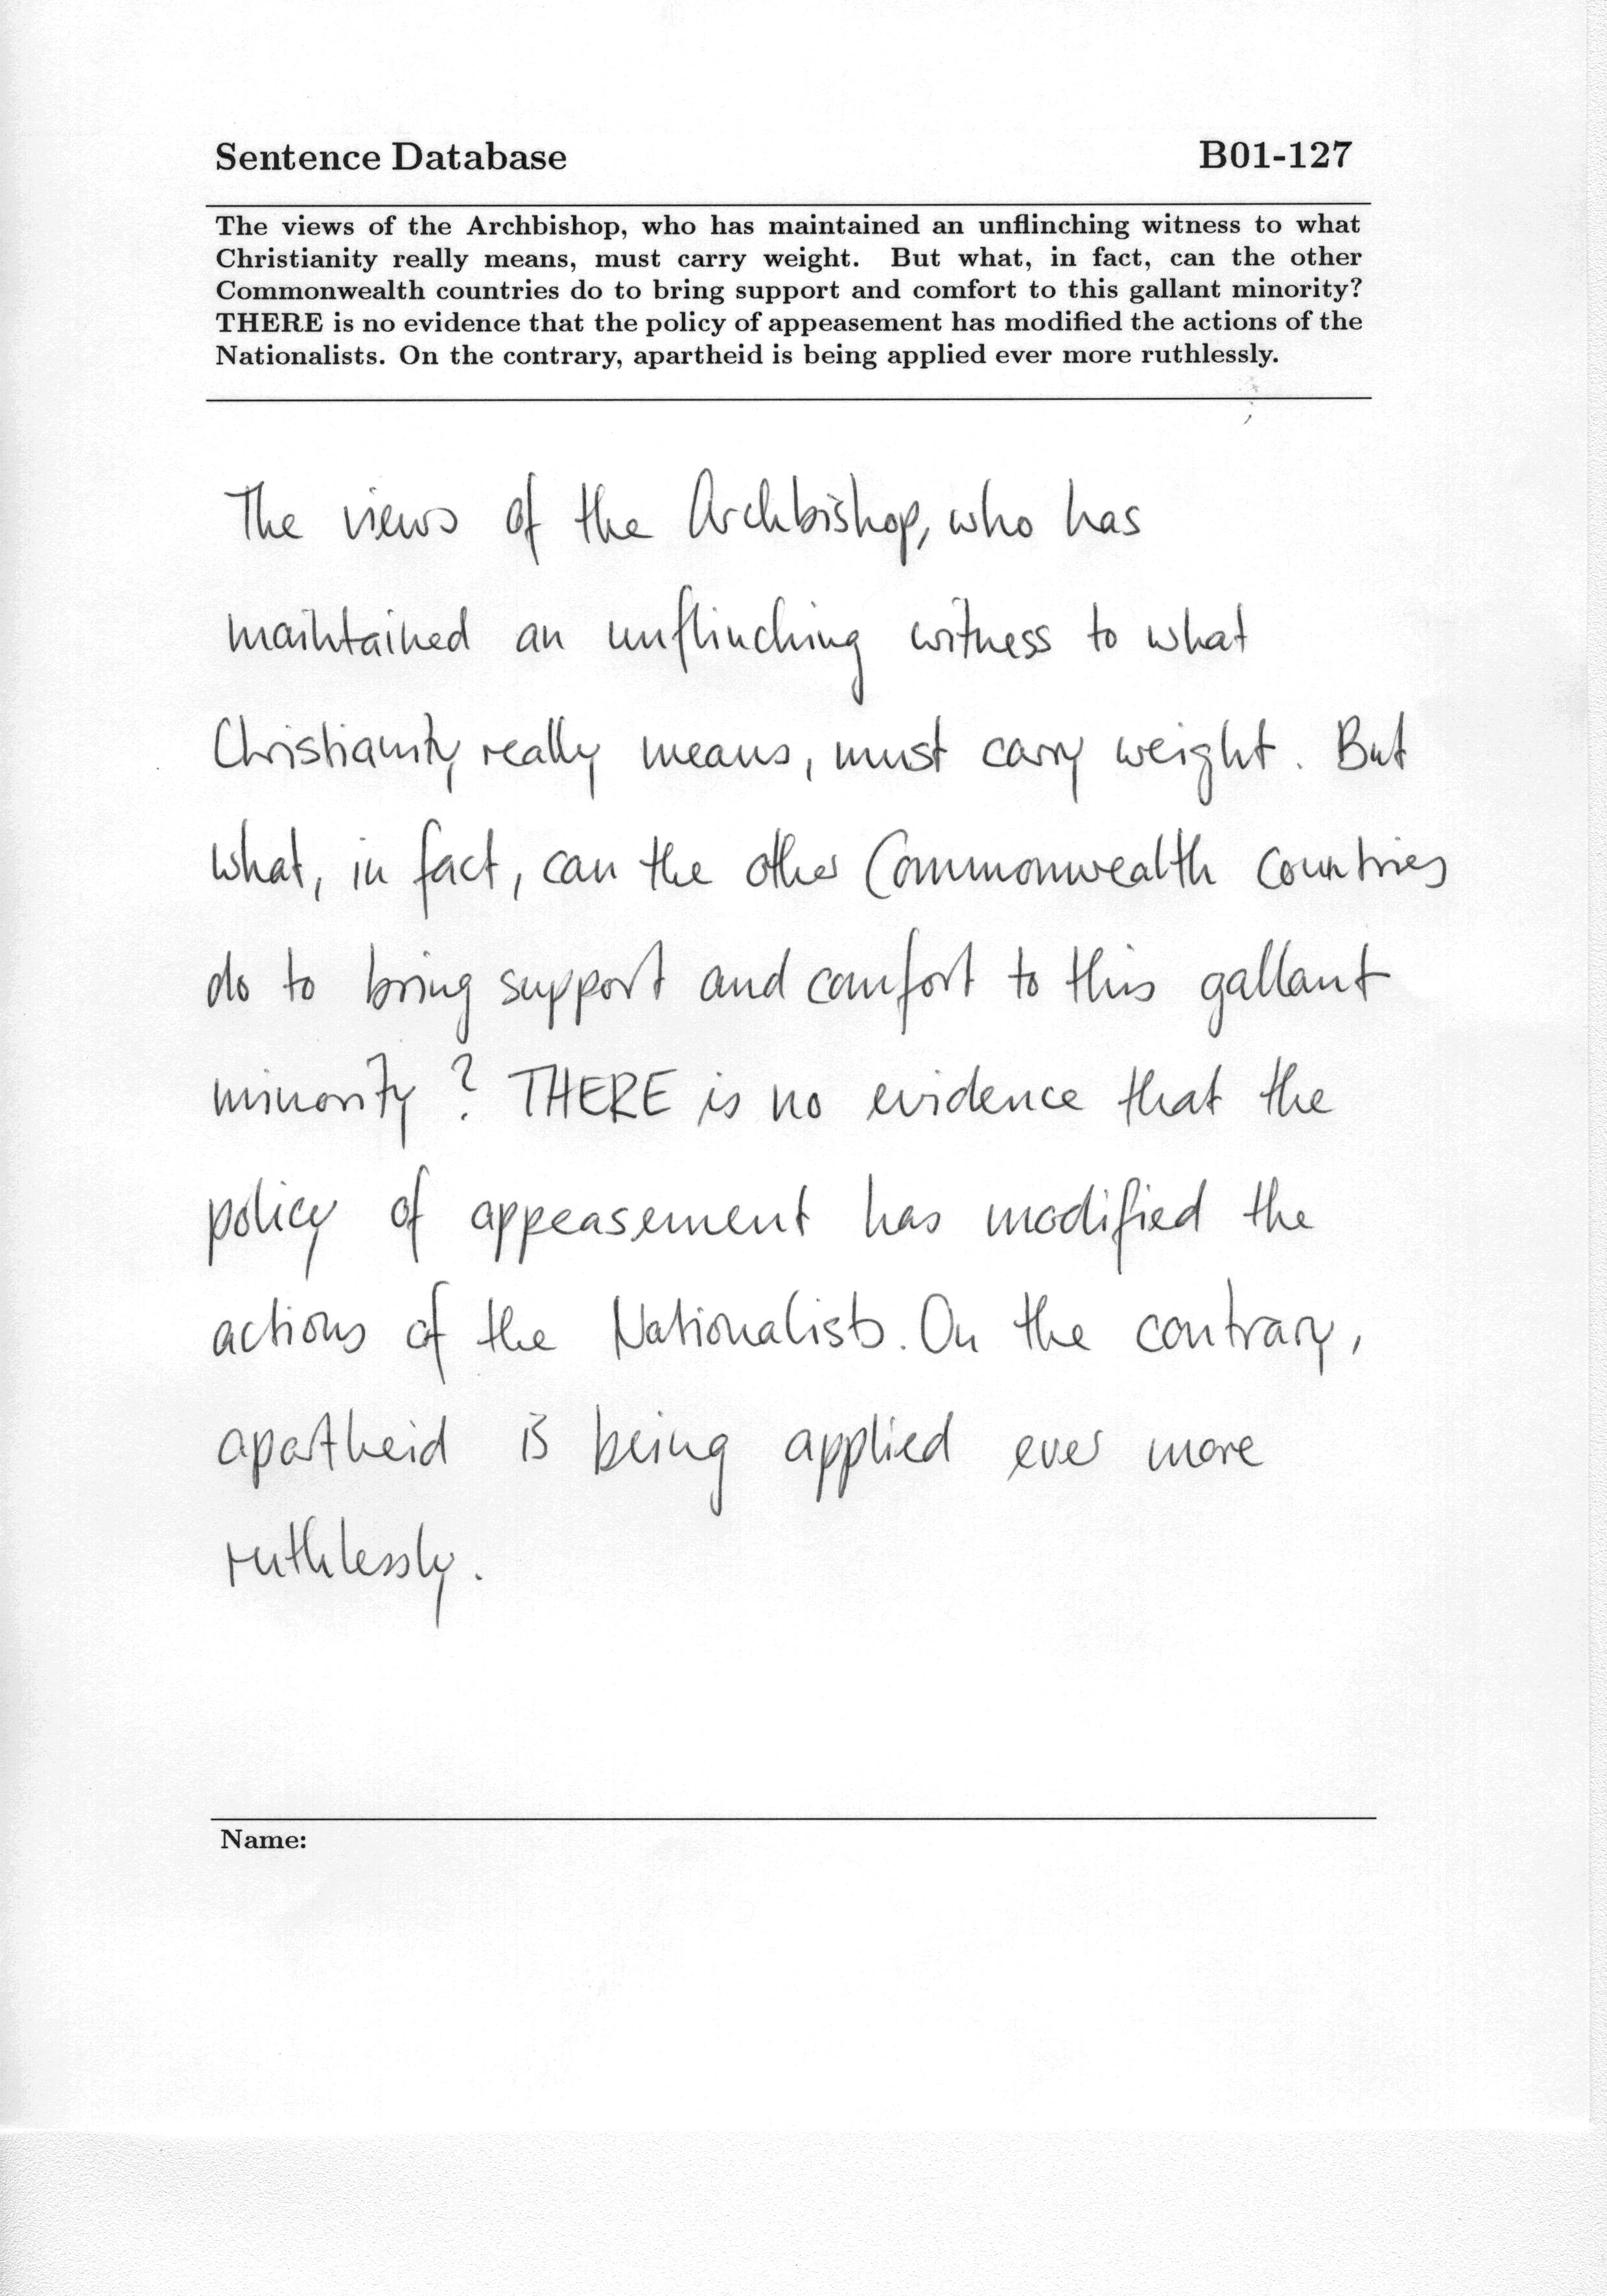 Sentence Database B01-127
The views of the Archbishop, who has maintained an unflinching witness to what
Christianity really means, must carry weight. But what, in fact, can the other
Commonwealth countries do to bring support and comfort to this gallant minority?
THERE is no evidence that the policy of appeasement has modified the actions of the
Nationalists. On the contrary, apartheid is being applied ever more ruthlessly.
The views of the Archbishop, who has
maintained an unflinching witness to what
Christianity really means, must carry weight. But
what, in fact, can the other Commonwealth countries
do to bring support and comfort to this gallant
minority? THERE is no evidence that the
policy of appeasement has modified the
actions of the Nationalists. On the contrary,
apartheid is being applied ever more
ruthlessly.
Name: